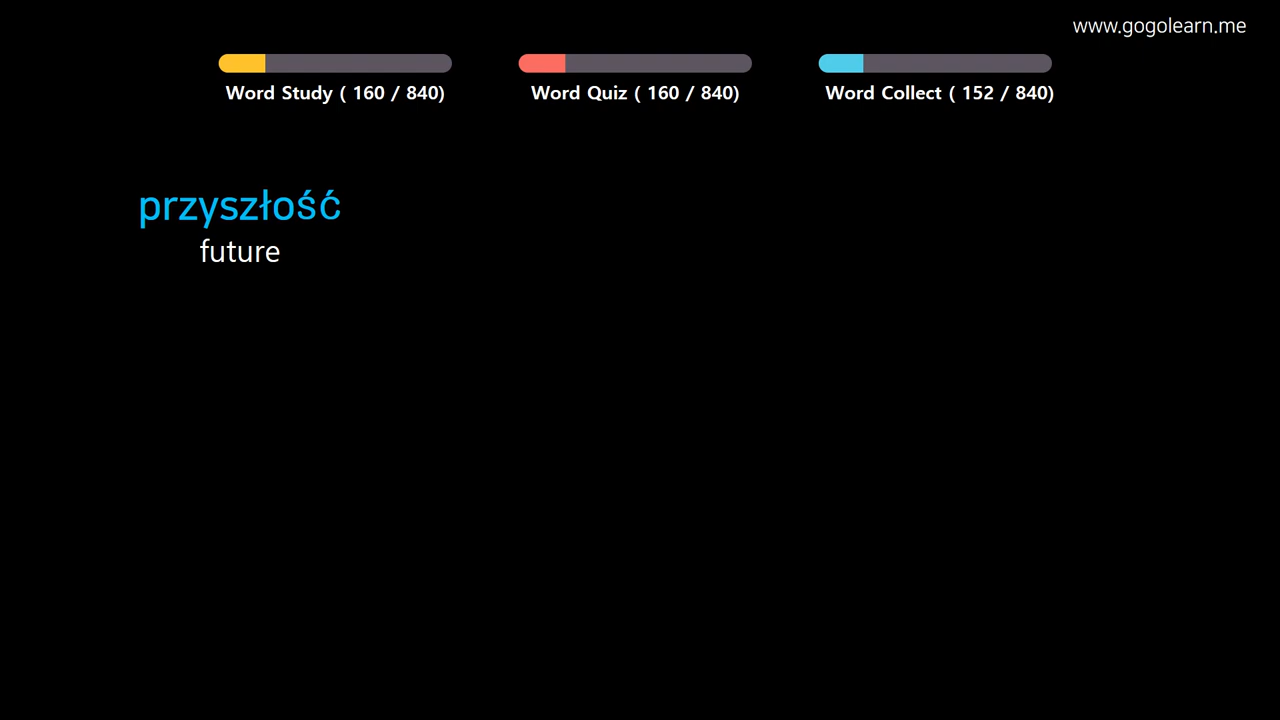 www.gogolearn.me
Word Study ( 160 / 840)
Word Quiz ( 160 / 840)
Word Collect ( 152 / 840)
przyszłość
future